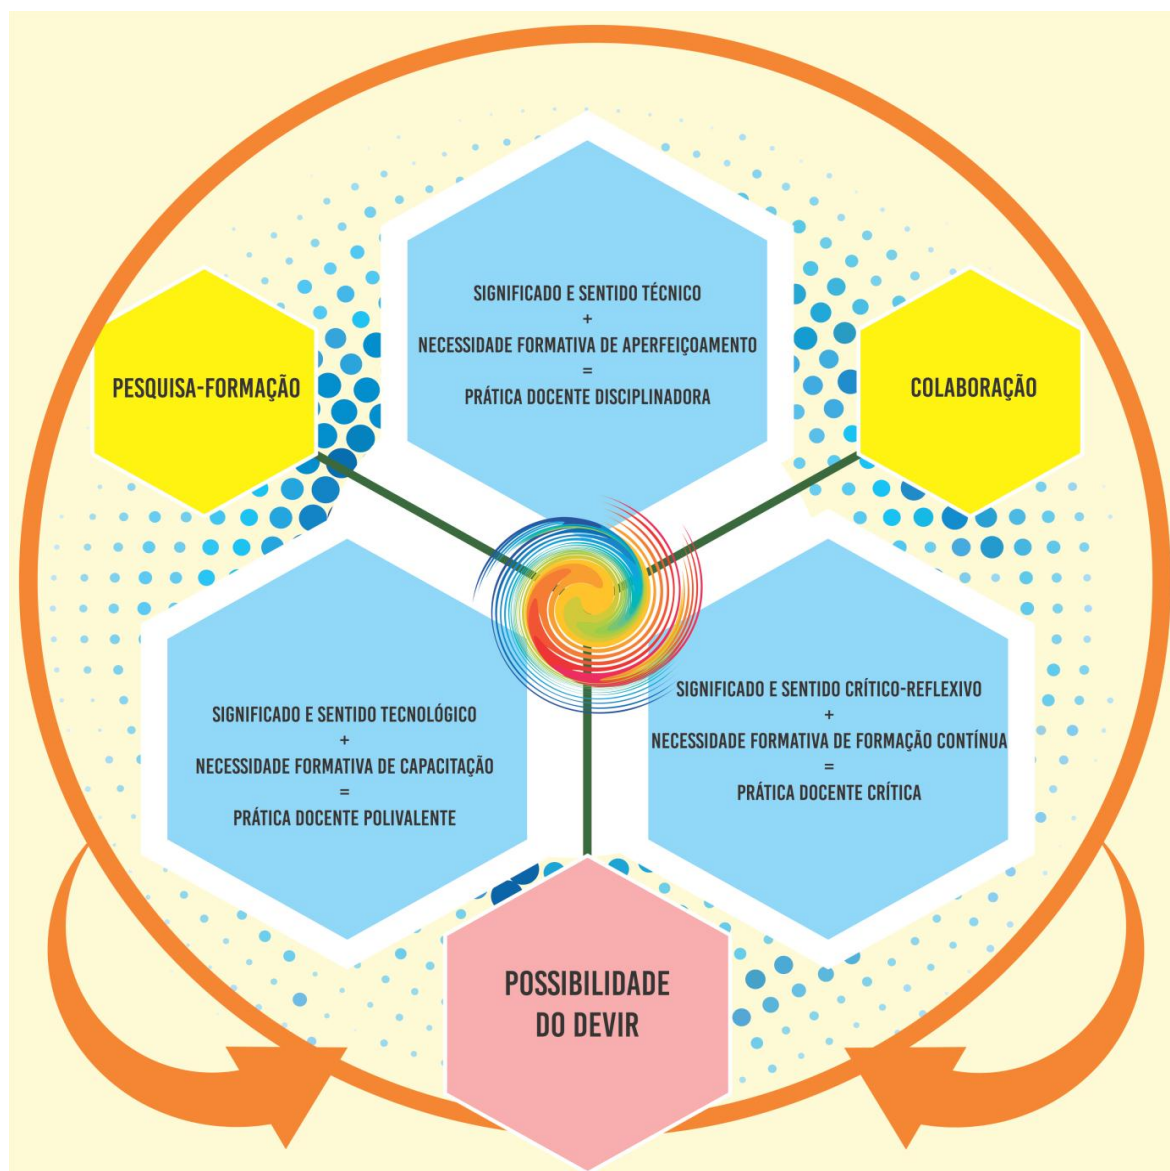 SIGNIFICADO E SENTIDO TÉCNICO
+
NECESSIDADE FORMATIVA DE APERFEIÇOAMENTO
=
PRÁTICA DOCENTE DISCIPLINADORA
PESQUISA-FORMAÇÃO
COLABORAÇÃO
SIGNIFICADO E SENTIDO TECNOLÓGICO
+
NECESSIDADE FORMATIVA DE CAPACITAÇÃO
=
PRÁTICA DOCENTE POLIVALENTE
SIGNIFICADO E SENTIDO CRÍTICO-REFLEXIVO
+
NECESSIDADE FORMATIVA DE FORMAÇÃO CONTÍNUA
=
PRÁTICA DOCENTE CRÍTICA
POSSIBILIDADE
DO DEVIR